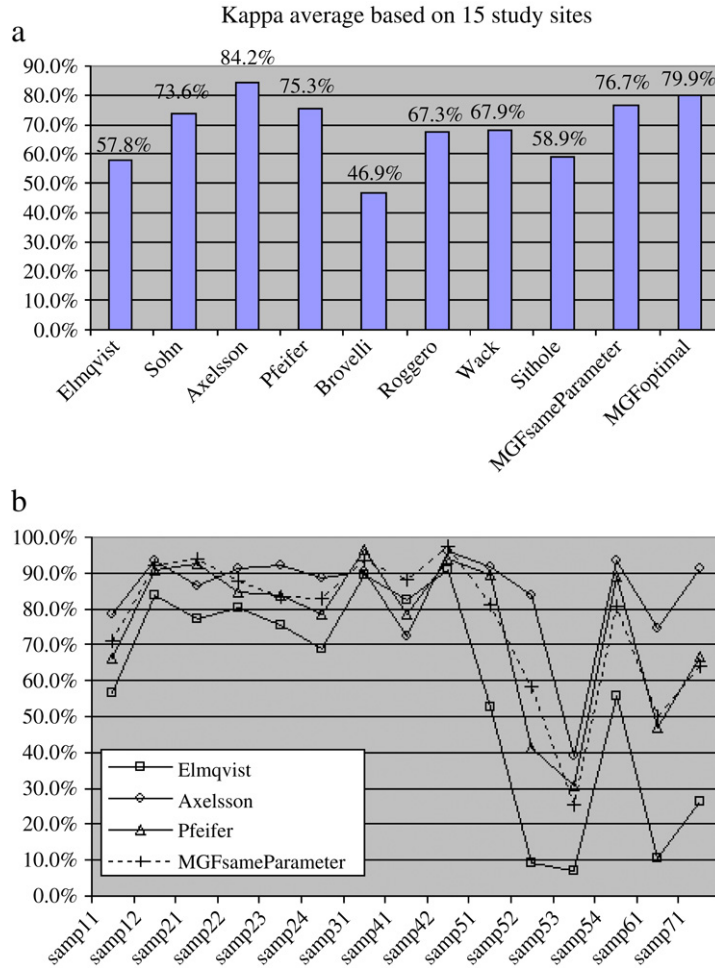 Kappa average based on 15 study sites
a
90.0%
80.0%
70.0%
60.0%
50.0%
40.0%
30.0%
20.0%
10.0%
0.0%
57.8%
73.6%
84.2%
75.3%
46.9%
67.3%
67.9%
58.9%
76.7%
79.9%
Elmqvist
Sohn
Axelsson
Pfeifer
Brovelli
Roggero
Wack
Sithole
MGFsameParameter
MGFoptimal
b
100.0%
90.0%
80.0%
70.0%
60.0%
50.0%
40.0%
30.0%
20.0%
10.0%
0.0%
Elmqvist
Axelsson
Pfeifer
MGFsameParameter
samp11
samp12
samp21
samp22
samp23
samp24
samp31
samp41
samp42
samp51
samp52
samp53
samp54
samp61
samp71